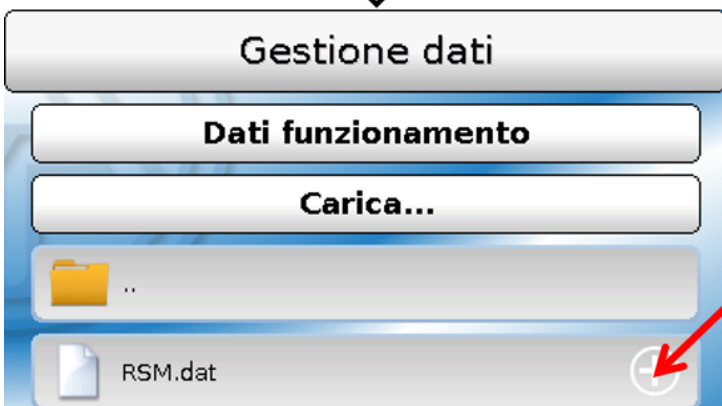 Gestione dati
Dati funzionamento
Carica...
..
RSM.dat